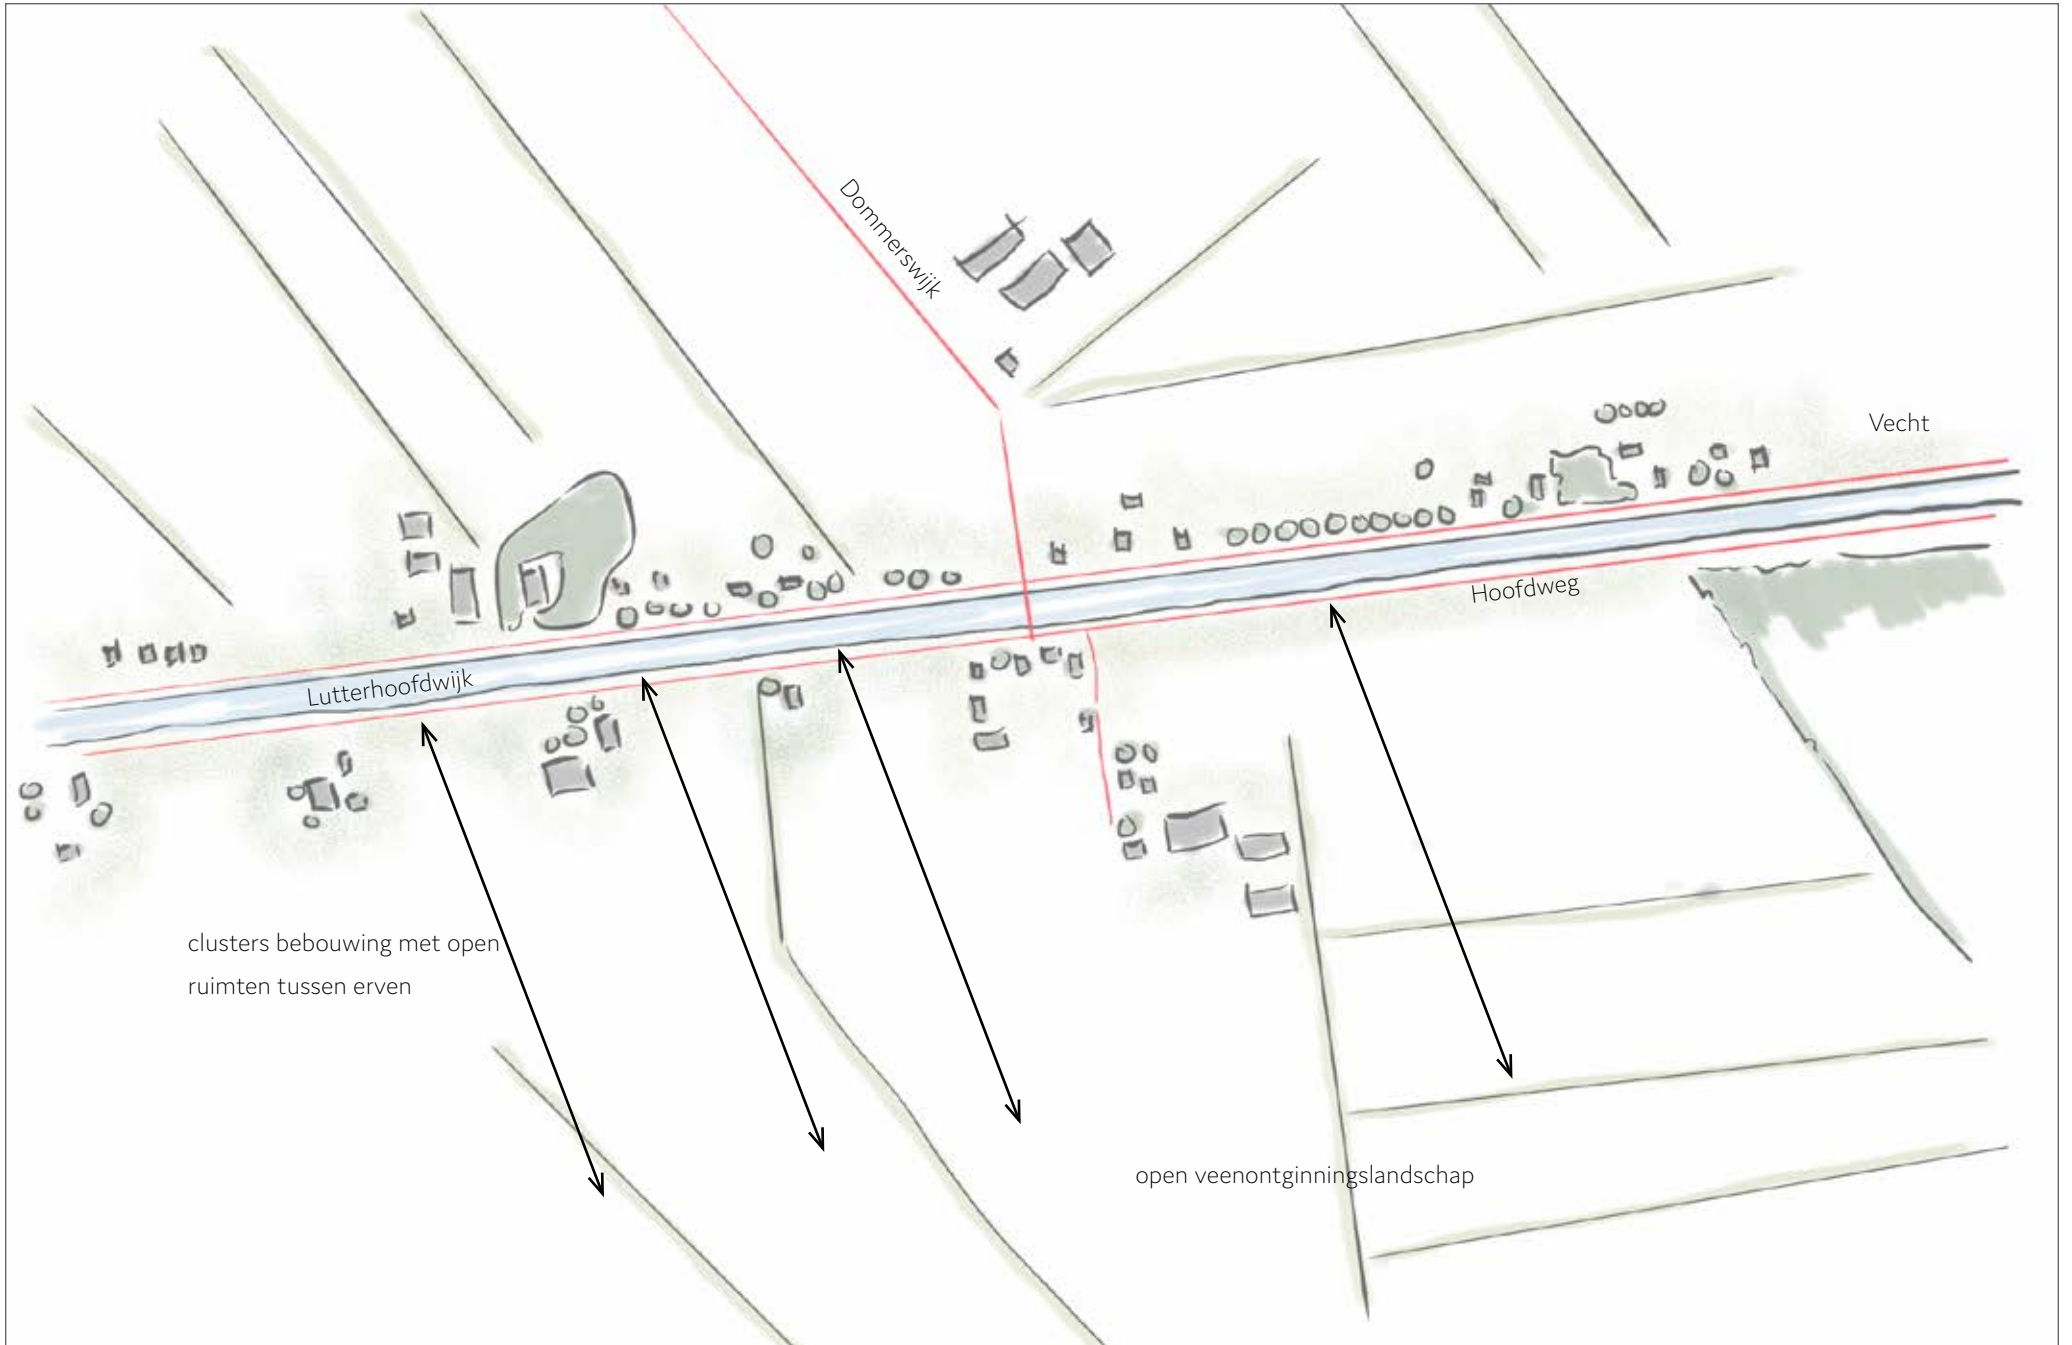 Dommerswijk
Vecht
Hoofdweg
Lutterhoofdwijk
clusters bebouwing met open
ruimten tussen erven
open veenontginningslandschap